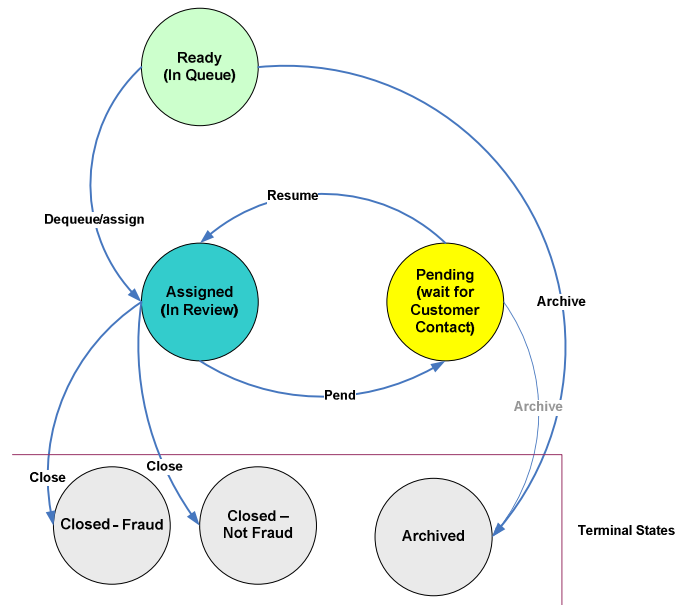 Ready
(In Queue)
Resume
Dequeue/assign
Assigned
(In Review)
Pending
(wait for
Customer
Contact)
Archive
Pend
Archive
Close
Close
Closed - Fraud
Closed –
Not Fraud
Archived
Terminal States